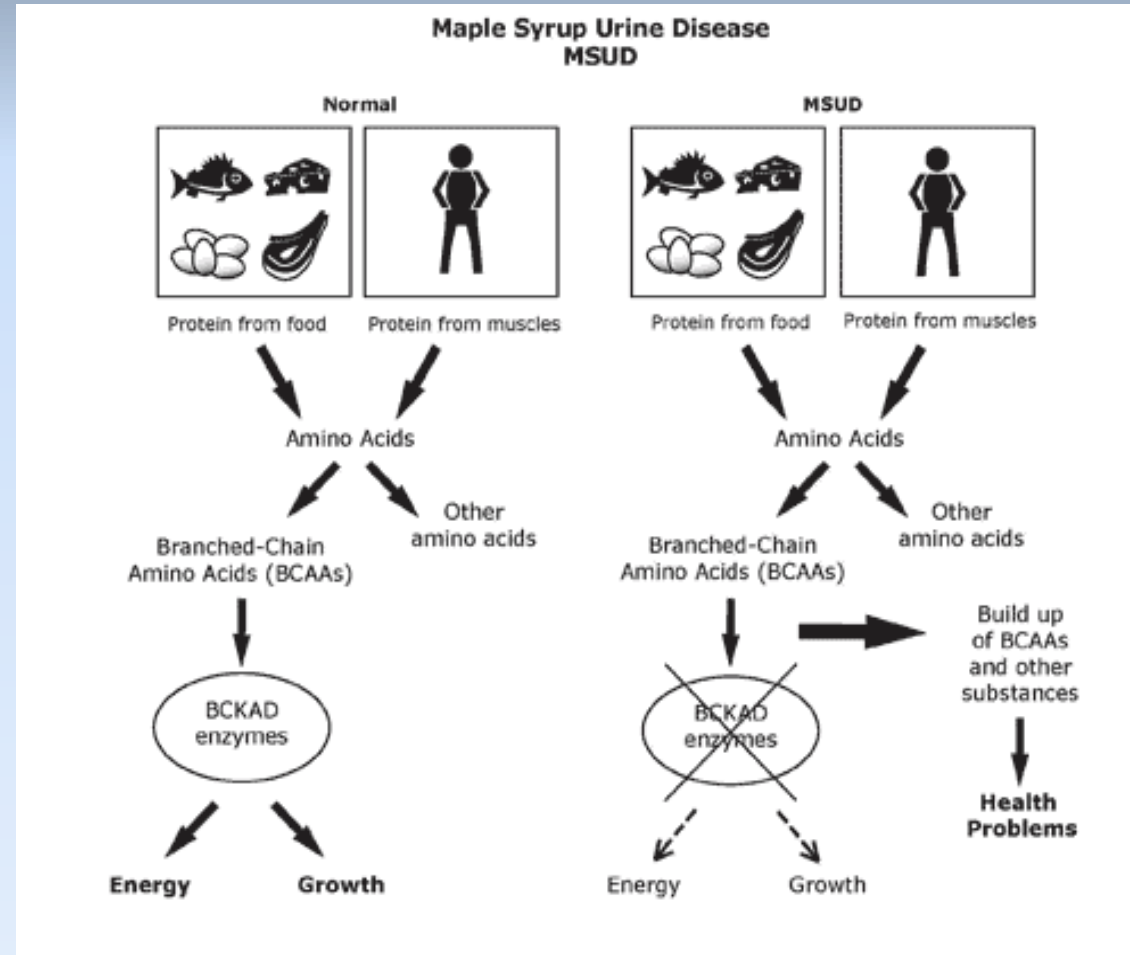 Maple Syrup Urine Disease
MSUD
Normal
Protein from food
Protein from muscles
Amino Acids
Other
amino acids
Branched-Chain
Amino Acids (BCAAs)
BCKAD
enzymes
Energy
Growth
MSUD
Protein from food
Protein from muscles
Amino Acids
Other
amino acids
Branched-Chain
Amino Acids (BCAAs)
Build up
of BCAAs
and other
substances
BCKAD
enzymes
Health
Problems
Energy
Growth